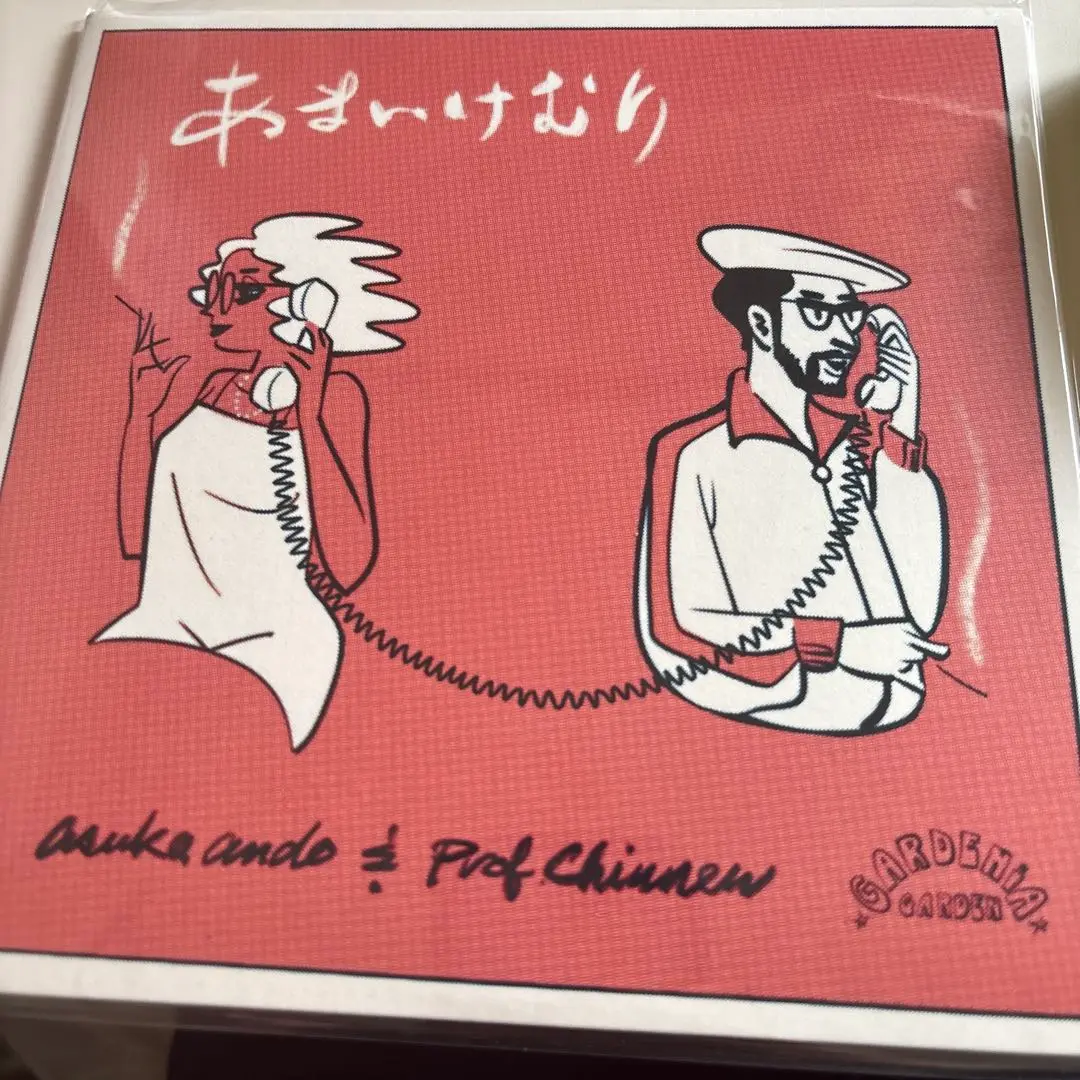 あまいけむり
asuka ando & Prof. Chinnen
GARDENIA
GARDEN